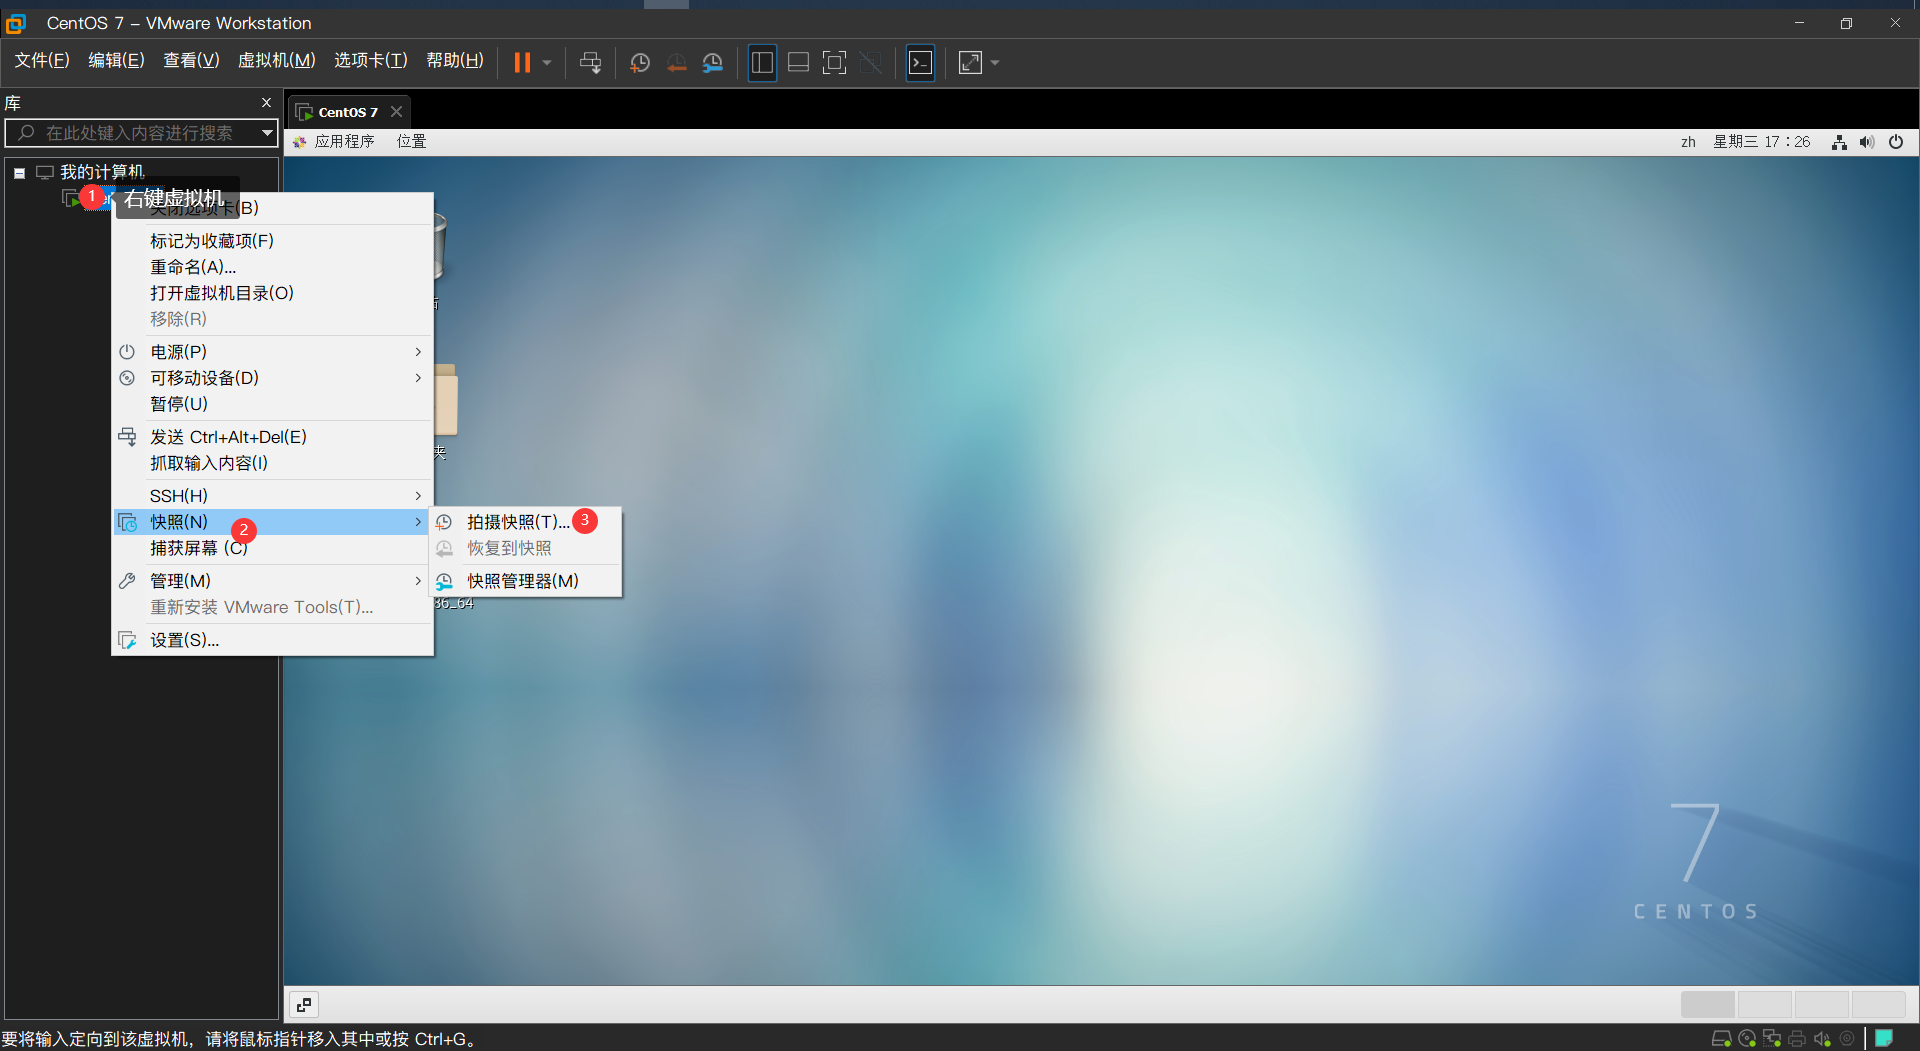 CentOS 7 - VMware Workstation
文件(F) 编辑(E) 查看(V) 虚拟机(M) 选项卡(T) 帮助(H)
库
在此处键入内容进行搜索
CentOS 7
应用程序 位置
zh 星期三 17：26
我的计算机
1 右键虚拟机
关闭选项卡(B)
标记为收藏项(F)
重命名(A)...
打开虚拟机目录(O)
移除(R)
电源(P)
可移动设备(D)
暂停(U)
发送 Ctrl+Alt+Del(E)
抓取输入内容(I)
SSH(H)
快照(N) 2
拍摄快照(T)... 3
捕获屏幕 (C)
恢复到快照
管理(M)
快照管理器(M)
重新安装 VMware Tools(T)...
86_64
设置(S)...
夹
7
CENTOS
要将输入定向到该虚拟机，请将鼠标指针移入其中或按 Ctrl+G。